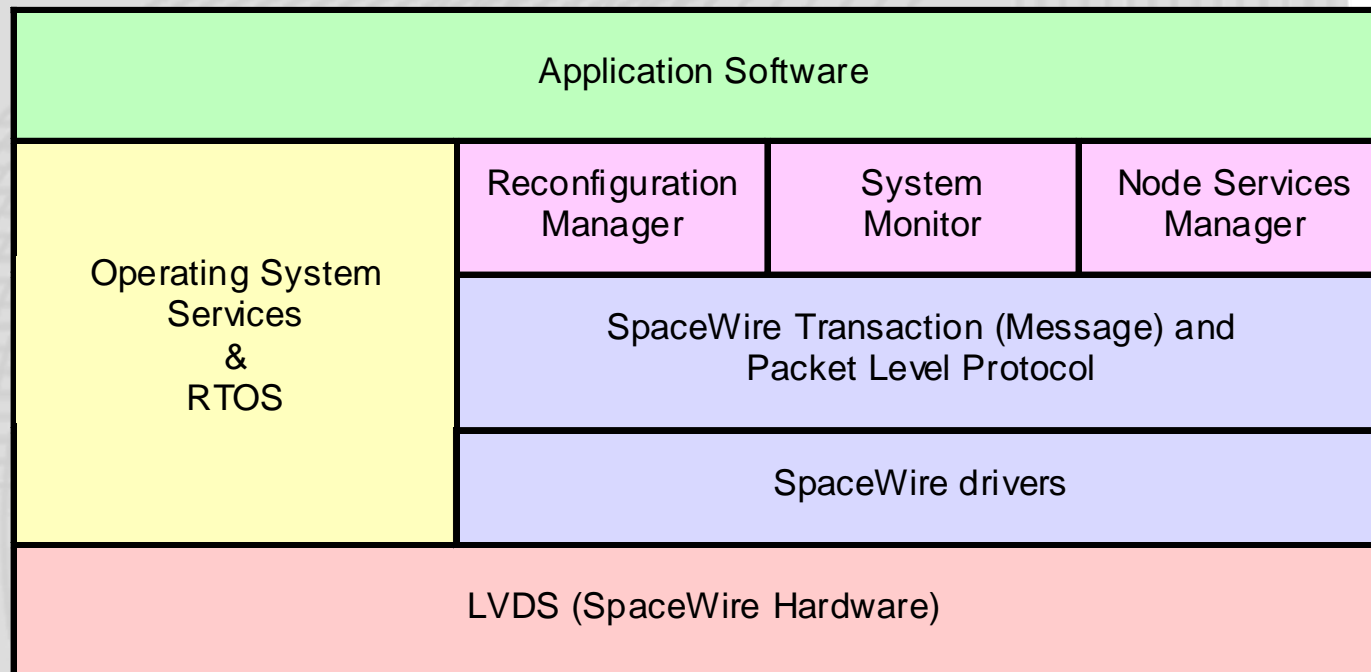 Application Software
Reconfiguration
Manager
System
Monitor
Node Services
Manager
Operating System
Services
&
RTOS
SpaceWire Transaction (Message) and
Packet Level Protocol
SpaceWire drivers
LVDS (SpaceWire Hardware)